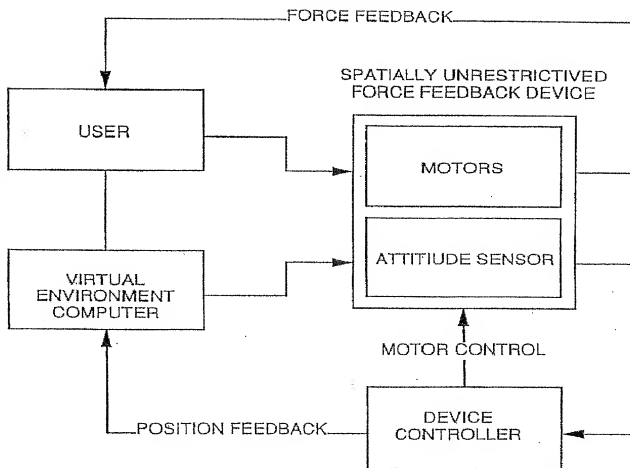 FORCE FEEDBACK
SPATIALLY UNRESTRICTIVED
FORCE FEEDBACK DEVICE
USER
MOTORS
ATTITIUDE SENSOR
VIRTUAL
ENVIRONMENT
COMPUTER
MOTOR CONTROL
POSITION FEEDBACK
DEVICE
CONTROLLER